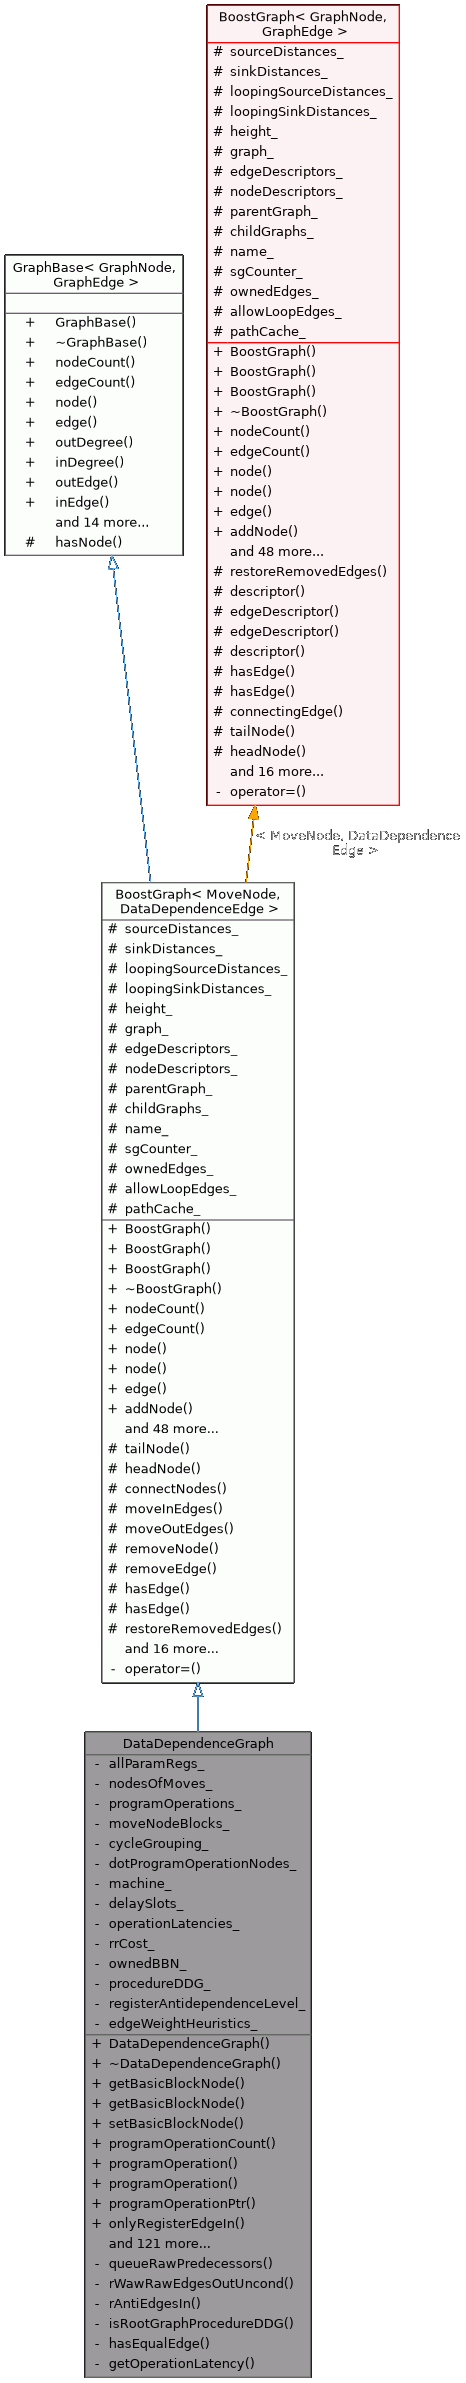 BoostGraph< GraphNode,
GraphEdge >
# sourceDistances_
# sinkDistances_
# loopingSourceDistances_
# loopingSinkDistances_
# height_
# graph_
# edgeDescriptors_
# nodeDescriptors_
# parentGraph_
# childGraphs_
# name_
# sgCounter_
# ownedEdges_
# allowLoopEdges_
# pathCache_
+ BoostGraph()
+ BoostGraph()
+ BoostGraph()
+ ~BoostGraph()
+ nodeCount()
+ edgeCount()
+ node()
+ node()
+ edge()
+ addNode()
and 48 more...
# restoreRemovedEdges()
# descriptor()
# edgeDescriptor()
# edgeDescriptor()
# descriptor()
# hasEdge()
# hasEdge()
# connectingEdge()
# tailNode()
# headNode()
and 16 more...
- operator=()
GraphBase< GraphNode,
GraphEdge >
+ GraphBase()
+ ~GraphBase()
+ nodeCount()
+ edgeCount()
+ node()
+ edge()
+ outDegree()
+ inDegree()
+ outEdge()
+ inEdge()
and 14 more...
# hasNode()
< MoveNode, DataDependence
Edge >
BoostGraph< MoveNode,
DataDependenceEdge >
# sourceDistances_
# sinkDistances_
# loopingSourceDistances_
# loopingSinkDistances_
# height_
# graph_
# edgeDescriptors_
# nodeDescriptors_
# parentGraph_
# childGraphs_
# name_
# sgCounter_
# ownedEdges_
# allowLoopEdges_
# pathCache_
+ BoostGraph()
+ BoostGraph()
+ BoostGraph()
+ ~BoostGraph()
+ nodeCount()
+ edgeCount()
+ node()
+ node()
+ edge()
+ addNode()
and 48 more...
# tailNode()
# headNode()
# connectNodes()
# moveInEdges()
# moveOutEdges()
# removeNode()
# removeEdge()
# hasEdge()
# hasEdge()
# restoreRemovedEdges()
and 16 more...
- operator=()
DataDependenceGraph
- allParamRegs_
- nodesOfMoves_
- programOperations_
- moveNodeBlocks_
- cycleGrouping_
- dotProgramOperationNodes_
- machine_
- delaySlots_
- operationLatencies_
- rrCost_
- ownedBBN_
- procedureDDG_
- registerAntidependenceLevel_
- edgeWeightHeuristics_
+ DataDependenceGraph()
+ ~DataDependenceGraph()
+ getBasicBlockNode()
+ getBasicBlockNode()
+ setBasicBlockNode()
+ programOperationCount()
+ programOperation()
+ programOperation()
+ programOperationPtr()
+ onlyRegisterEdgeIn()
and 121 more...
- queueRawPredecessors()
- rWawRawEdgesOutUncond()
- rAntiEdgesIn()
- isRootGraphProcedureDDG()
- hasEqualEdge()
- getOperationLatency()